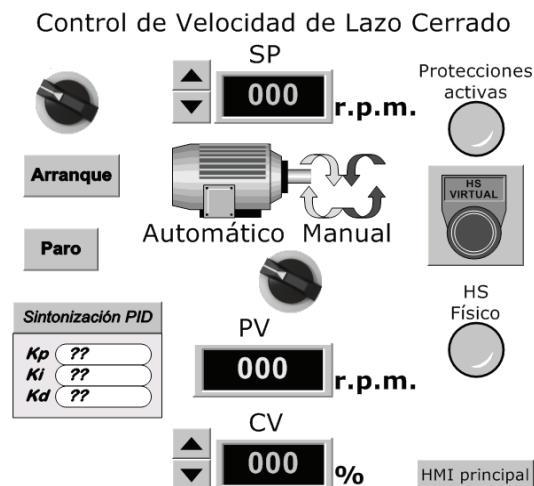 Control de Velocidad de Lazo Cerrado
SP
000
r.p.m.
Protecciones
activas
Arranque
HS
VIRTUAL
Automático Manual
Paro
HS
Físico
Sintonización PID
Kp ??
Ki ??
Kd ??
PV
000
r.p.m.
CV
000
%
HMI principal